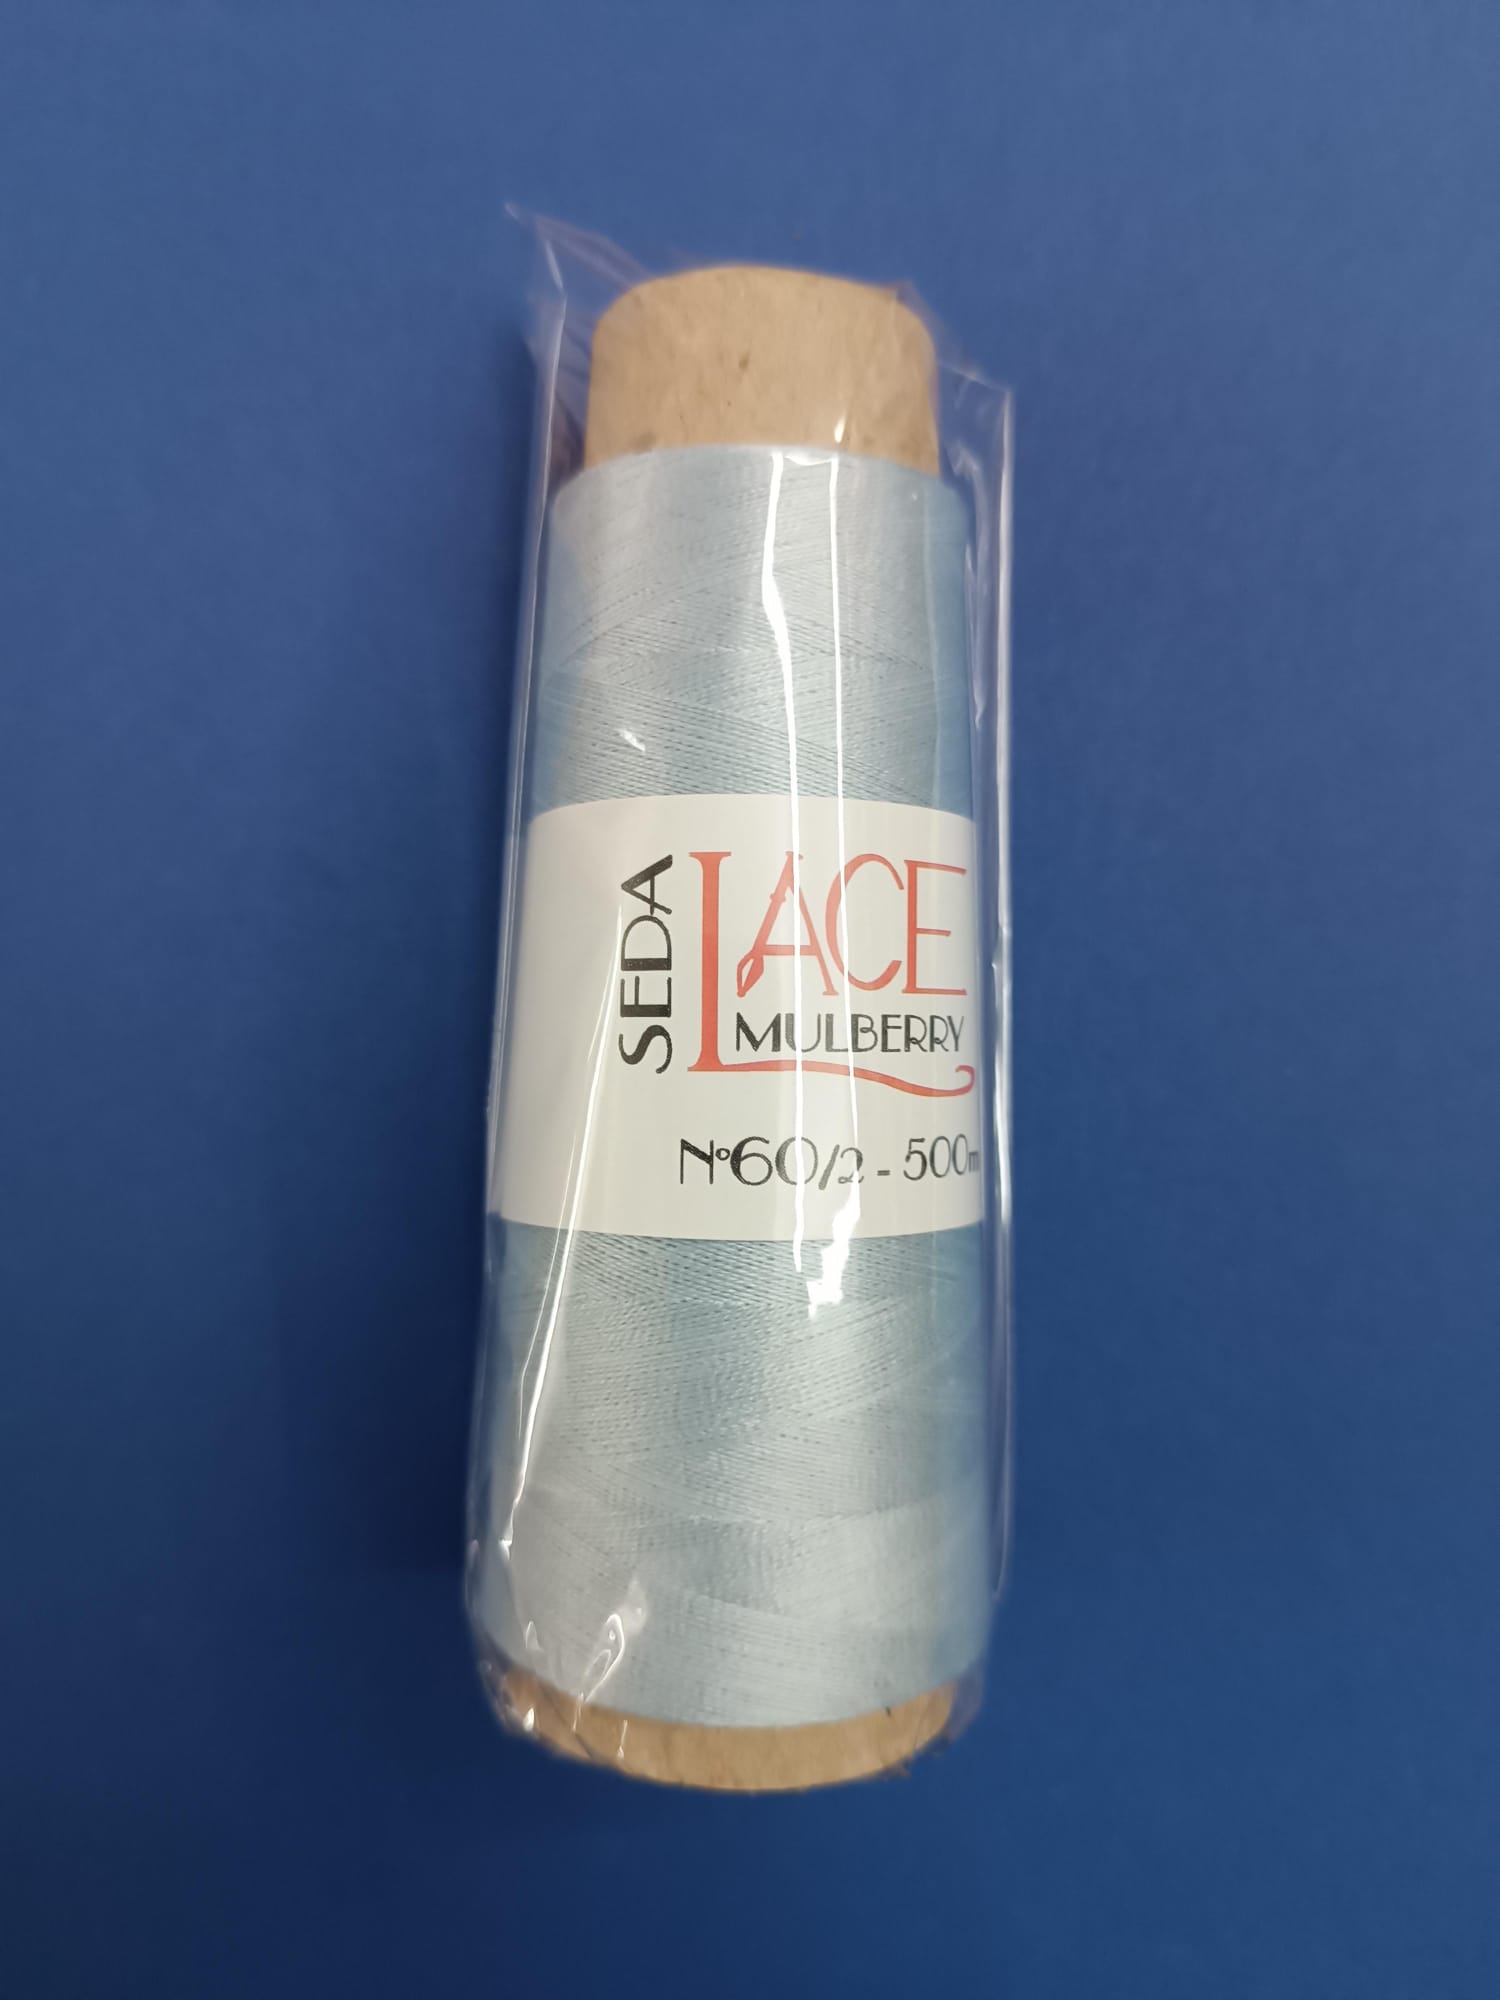 SEDA
LACE
MULBERRY
Nº60/2 - 500m